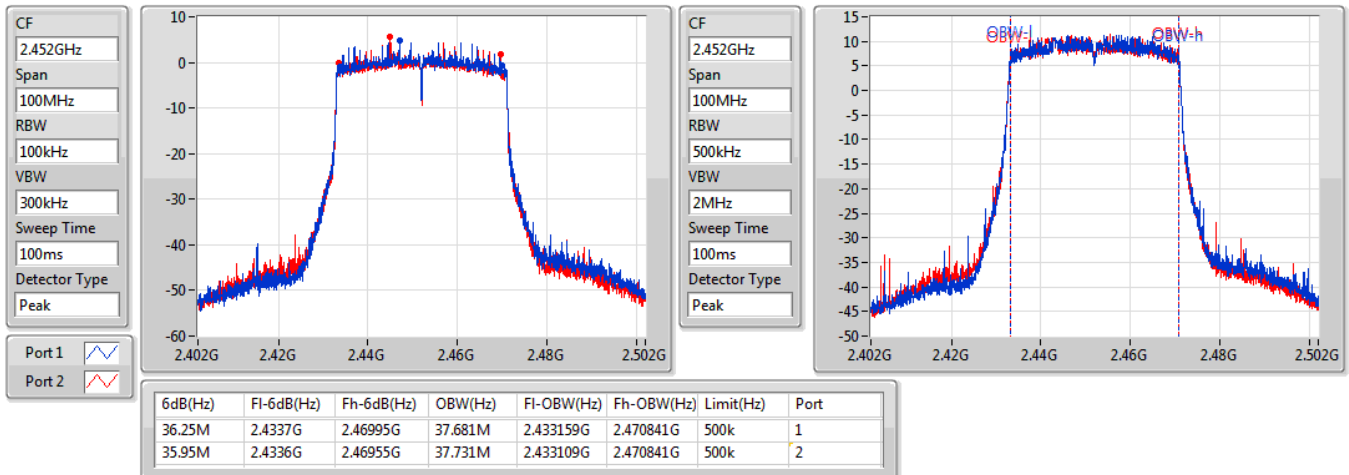 CF
2.452GHz
Span
100MHz
RBW
100kHz
VBW
300kHz
Sweep Time
100ms
Detector Type
Peak
10-
0-
-10-
-20-
-30-
-40-
-50-
-60-
2.402G 2.42G 2.44G 2.46G 2.48G 2.502G
CF
2.452GHz
Span
100MHz
RBW
500kHz
VBW
2MHz
Sweep Time
100ms
Detector Type
Peak
OBW-l OBW-h
15-
10-
5-
0-
-5-
-10-
-15-
-20-
-25-
-30-
-35-
-40-
-45-
-50-
2.402G 2.42G 2.44G 2.46G 2.48G 2.502G
Port 1
Port 2
6dB(Hz) Fl-6dB(Hz) Fh-6dB(Hz) OBW(Hz) Fl-OBW(Hz) Fh-OBW(Hz) Limit(Hz) Port
36.25M 2.4337G 2.46995G 37.681M 2.433159G 2.470841G 500k 1
35.95M 2.4336G 2.46955G 37.731M 2.433109G 2.470841G 500k 2